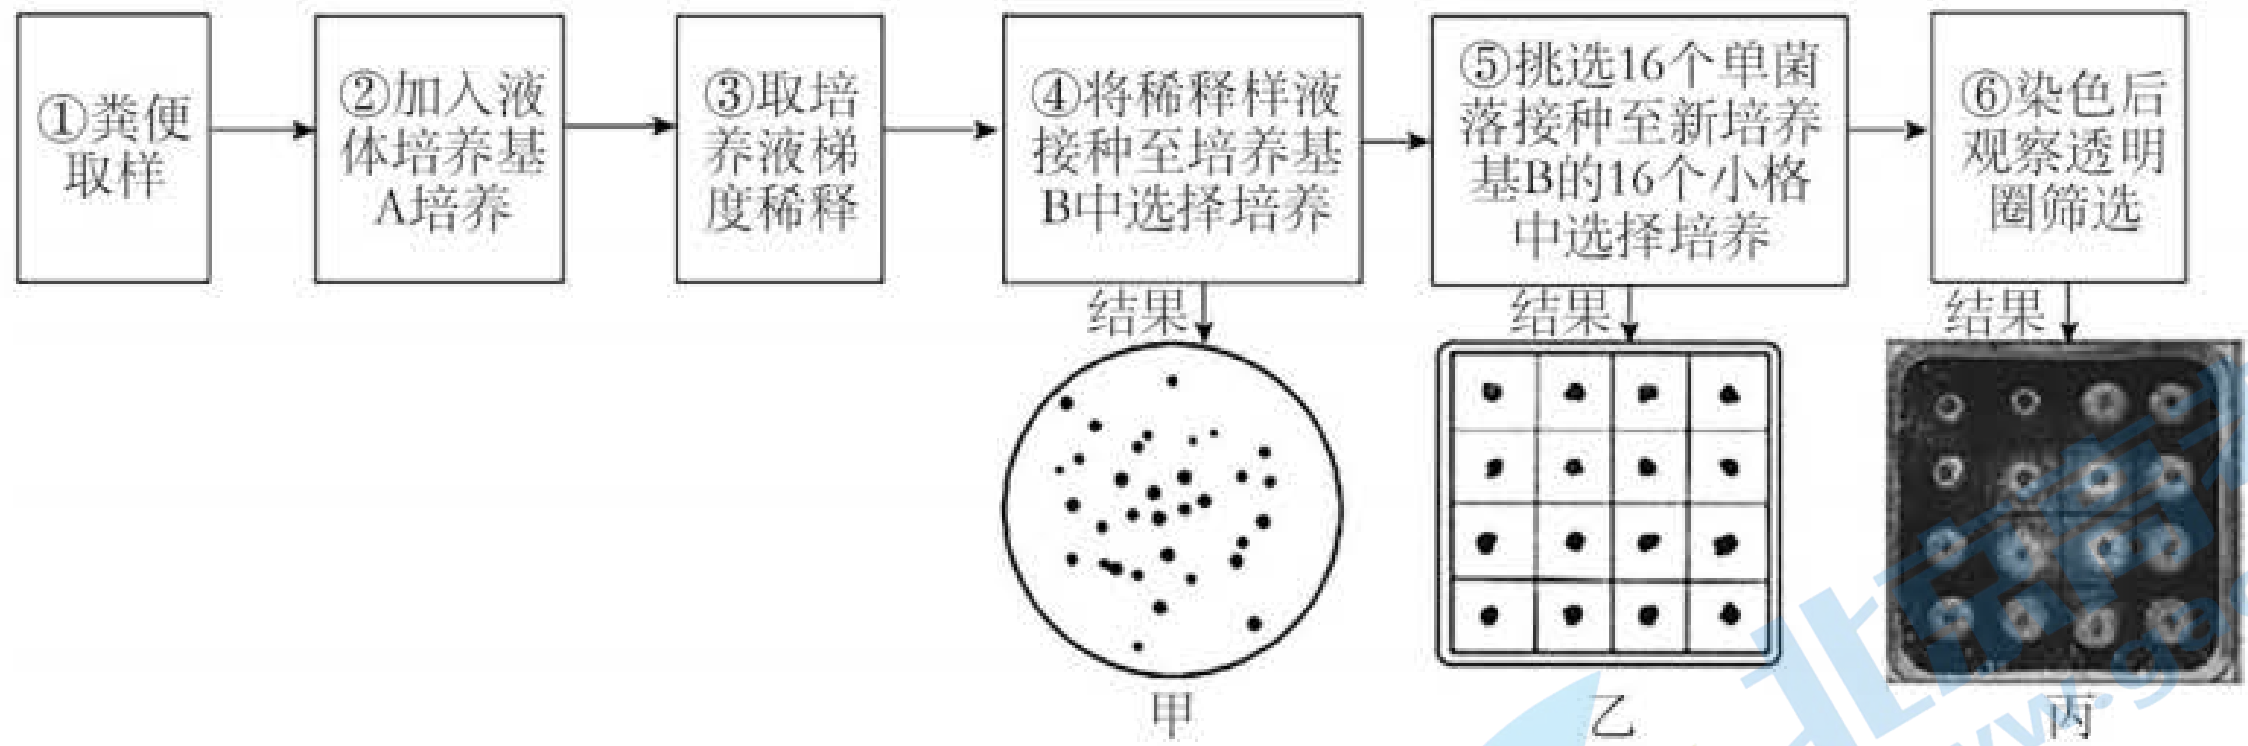 ①粪便
取样
②加入液
体培养基
A培养
③取培
养液梯
度稀释
④将稀释样液
接种至培养基
B中选择培养
⑤挑选16个单菌
落接种至新培养
基B的16个小格
中选择培养
⑥染色后
观察透明
圈筛选
结果
结果
结果
甲
乙
丙